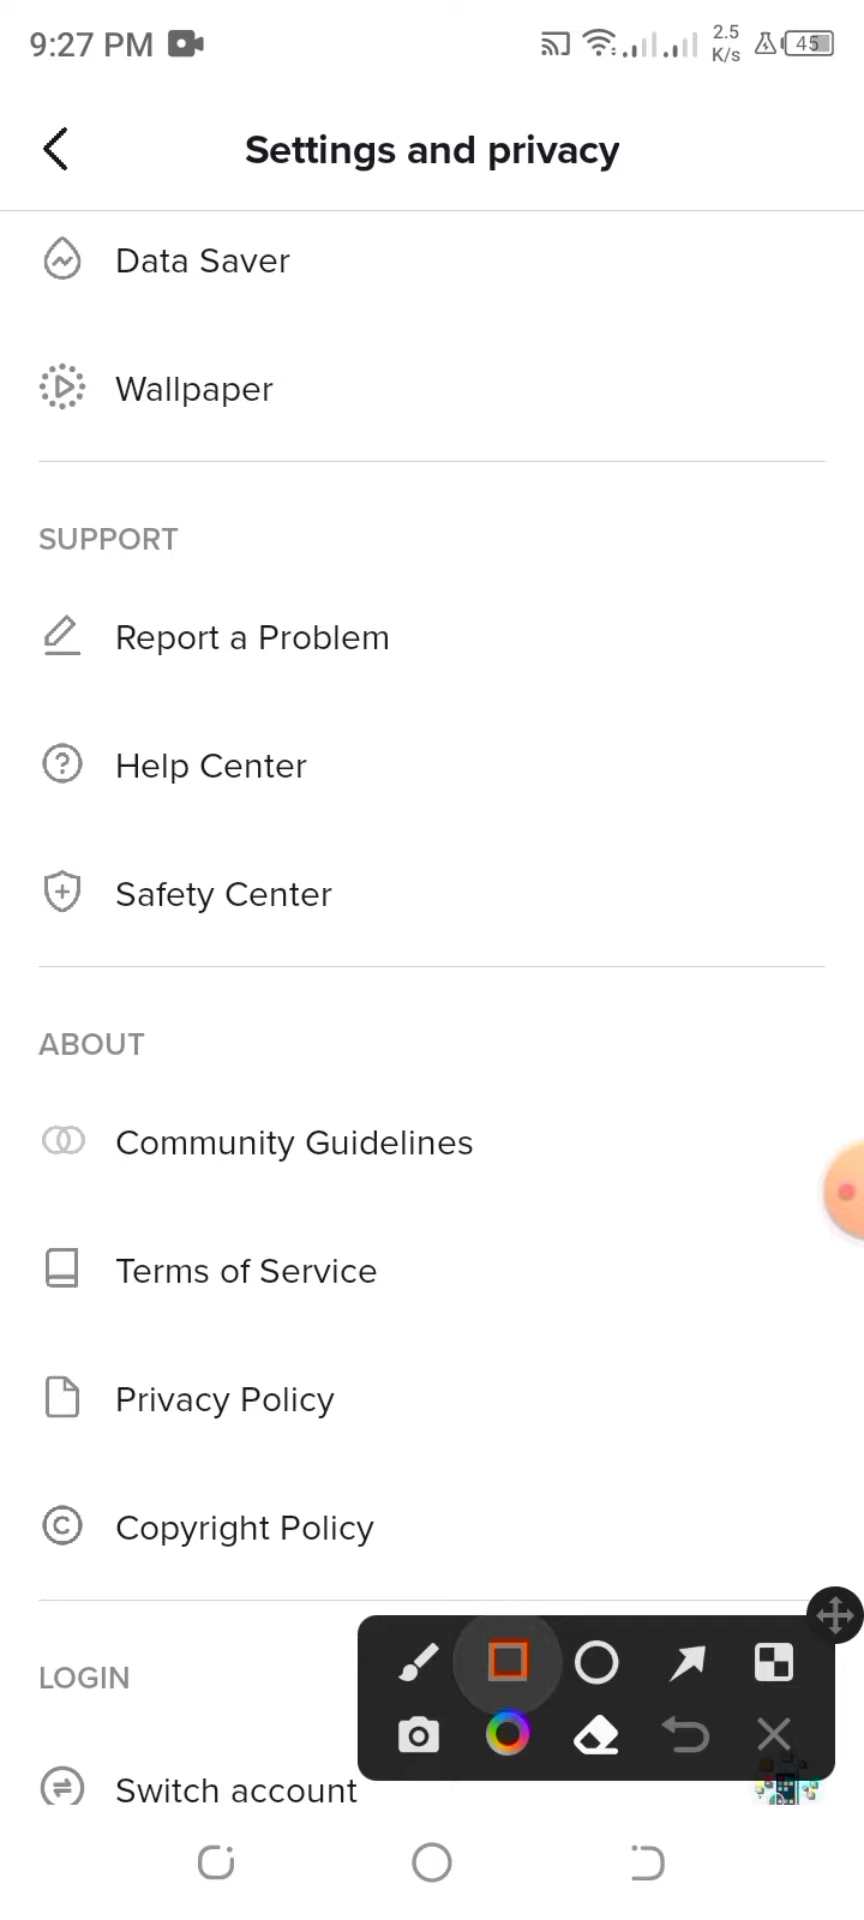 9:27 PM
2.5
K/s
45
Settings and privacy
Data Saver
Wallpaper
SUPPORT
Report a Problem
Help Center
Safety Center
ABOUT
Community Guidelines
Terms of Service
Privacy Policy
Copyright Policy
LOGIN
Switch account